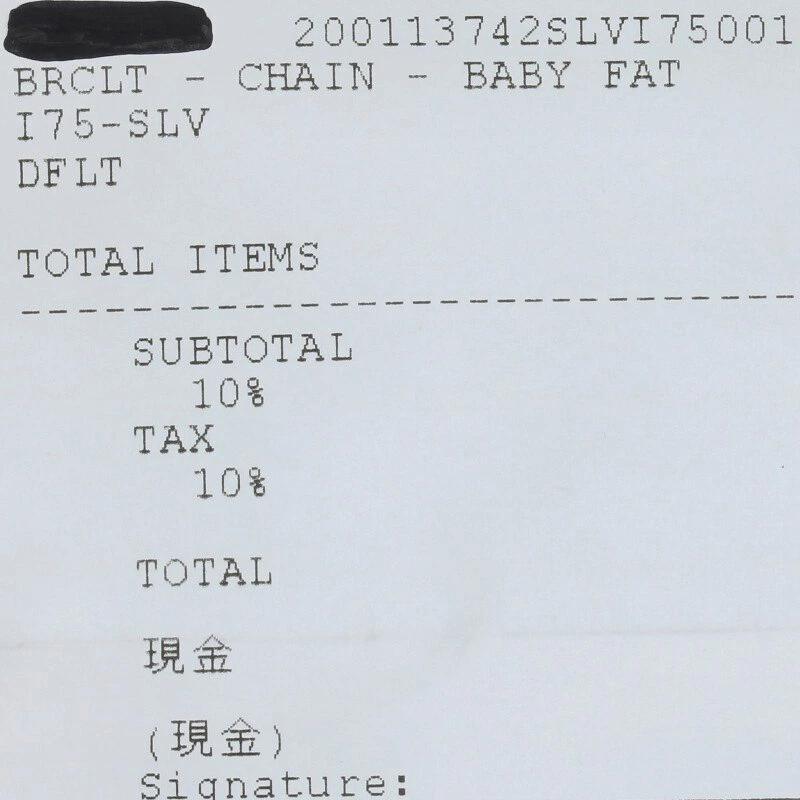 200113742SLVI75001
BRCLT - CHAIN - BABY FAT
I75-SLV
DFLT
TOTAL ITEMS
--------------------------------
SUBTOTAL
10%
TAX
10%
TOTAL
現金
(現金)
Signature: